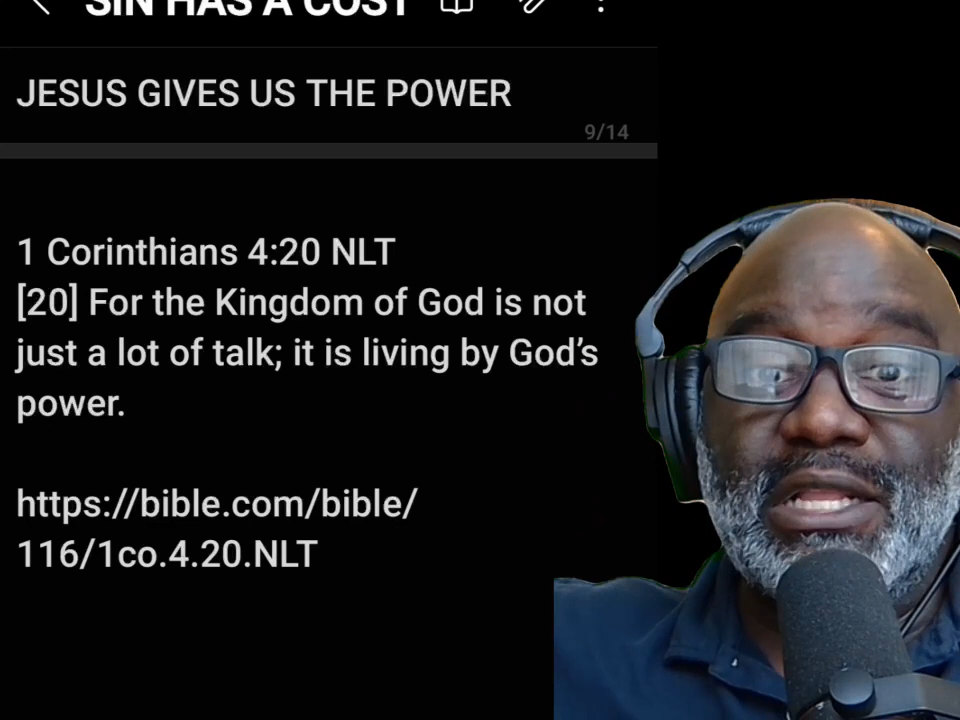 SIN HAS A COST
JESUS GIVES US THE POWER
9/14
1 Corinthians 4:20 NLT
[20] For the Kingdom of God is not
just a lot of talk; it is living by God’s
power.
https://bible.com/bible/
116/1co.4.20.NLT